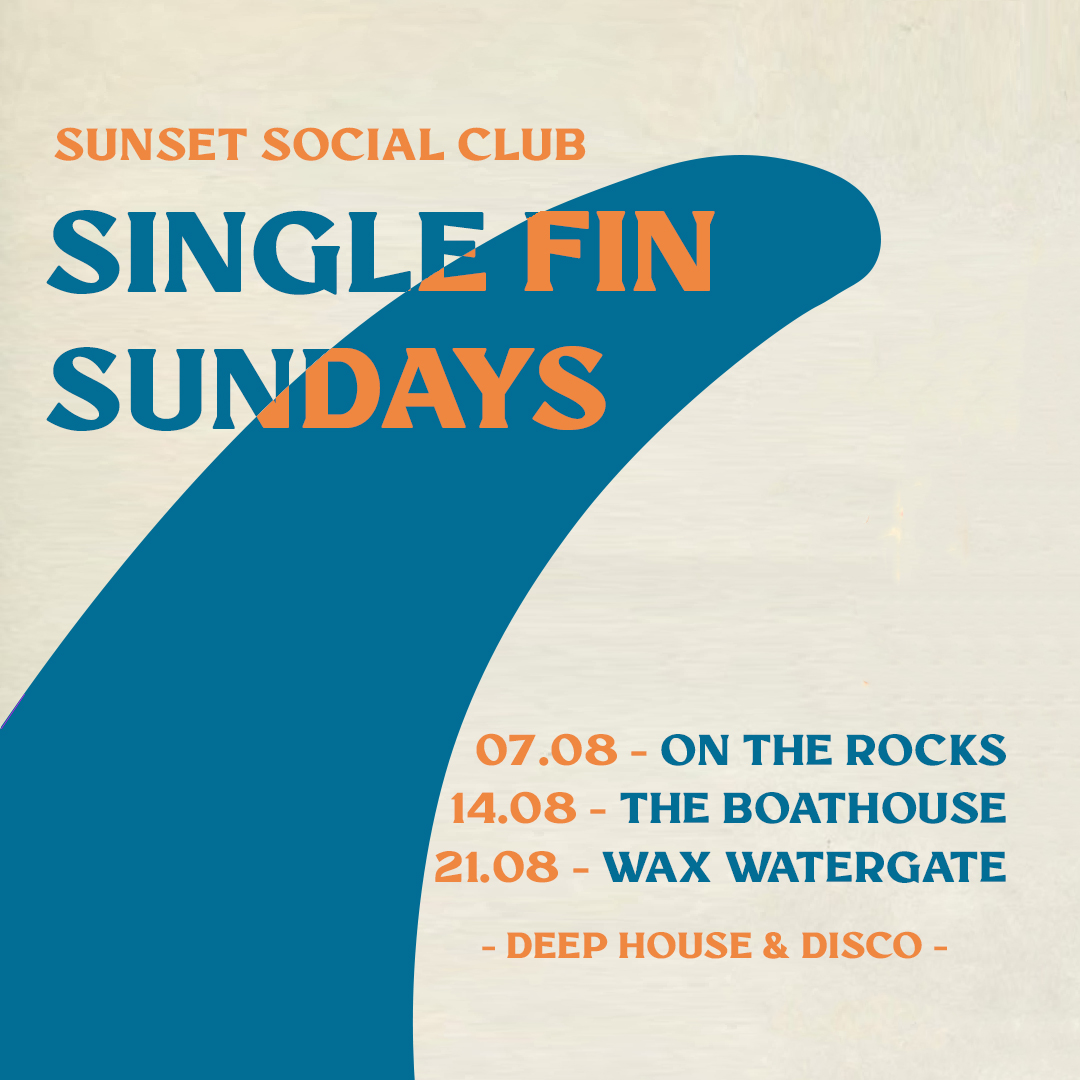 SUNSET SOCIAL CLUB
SINGLE FIN
SUNDAYS
07.08 - ON THE ROCKS
14.08 - THE BOATHOUSE
21.08 - WAX WATERGATE
- DEEP HOUSE & DISCO -